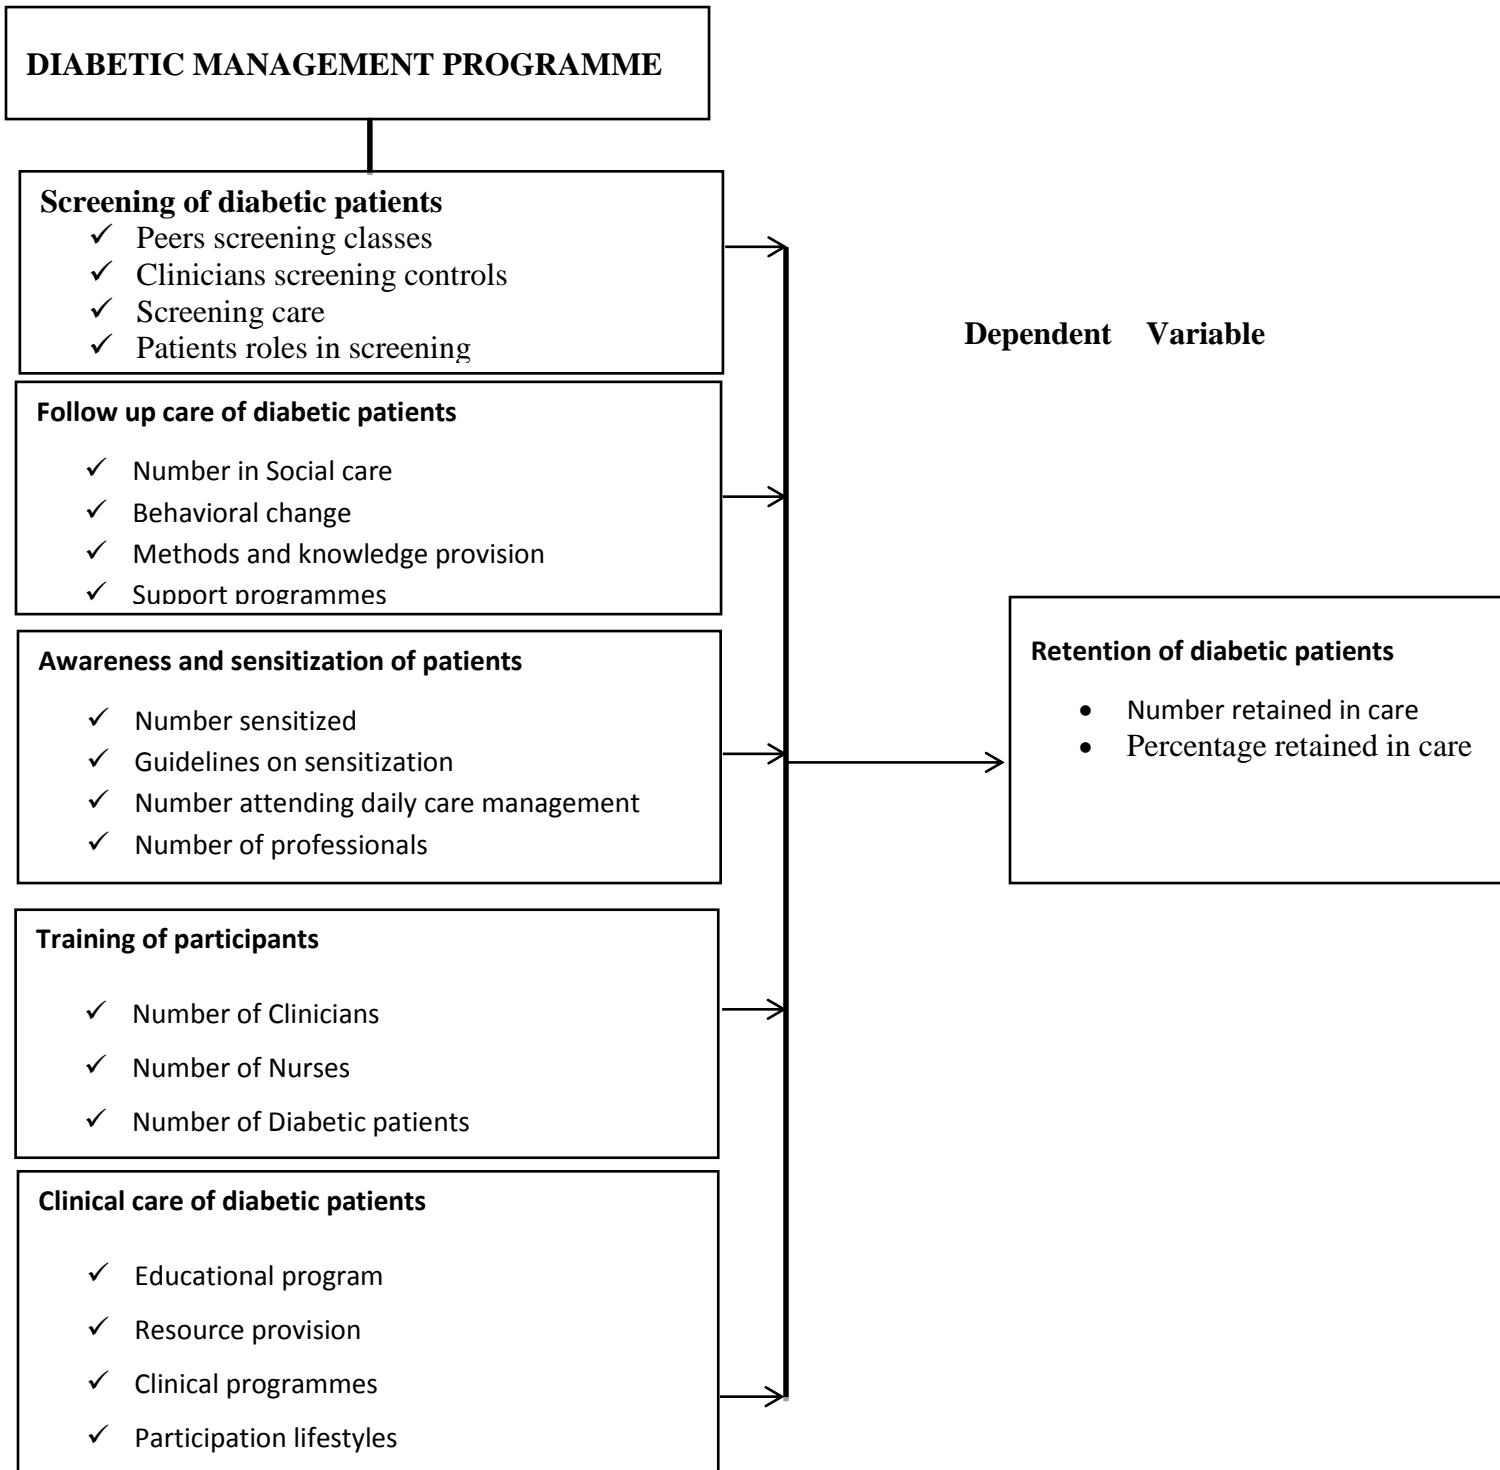 DIABETIC MANAGEMENT PROGRAMME
Screening of diabetic patients
✓ Peers screening classes
✓ Clinicians screening controls
✓ Screening care
✓ Patients roles in screening
Follow up care of diabetic patients
✓ Number in Social care
✓ Behavioral change
✓ Methods and knowledge provision
✓ Support programmes
Awareness and sensitization of patients
✓ Number sensitized
✓ Guidelines on sensitization
✓ Number attending daily care management
✓ Number of professionals
Training of participants
✓ Number of Clinicians
✓ Number of Nurses
✓ Number of Diabetic patients
Clinical care of diabetic patients
✓ Educational program
✓ Resource provision
✓ Clinical programmes
✓ Participation lifestyles
Dependent Variable
Retention of diabetic patients
• Number retained in care
• Percentage retained in care